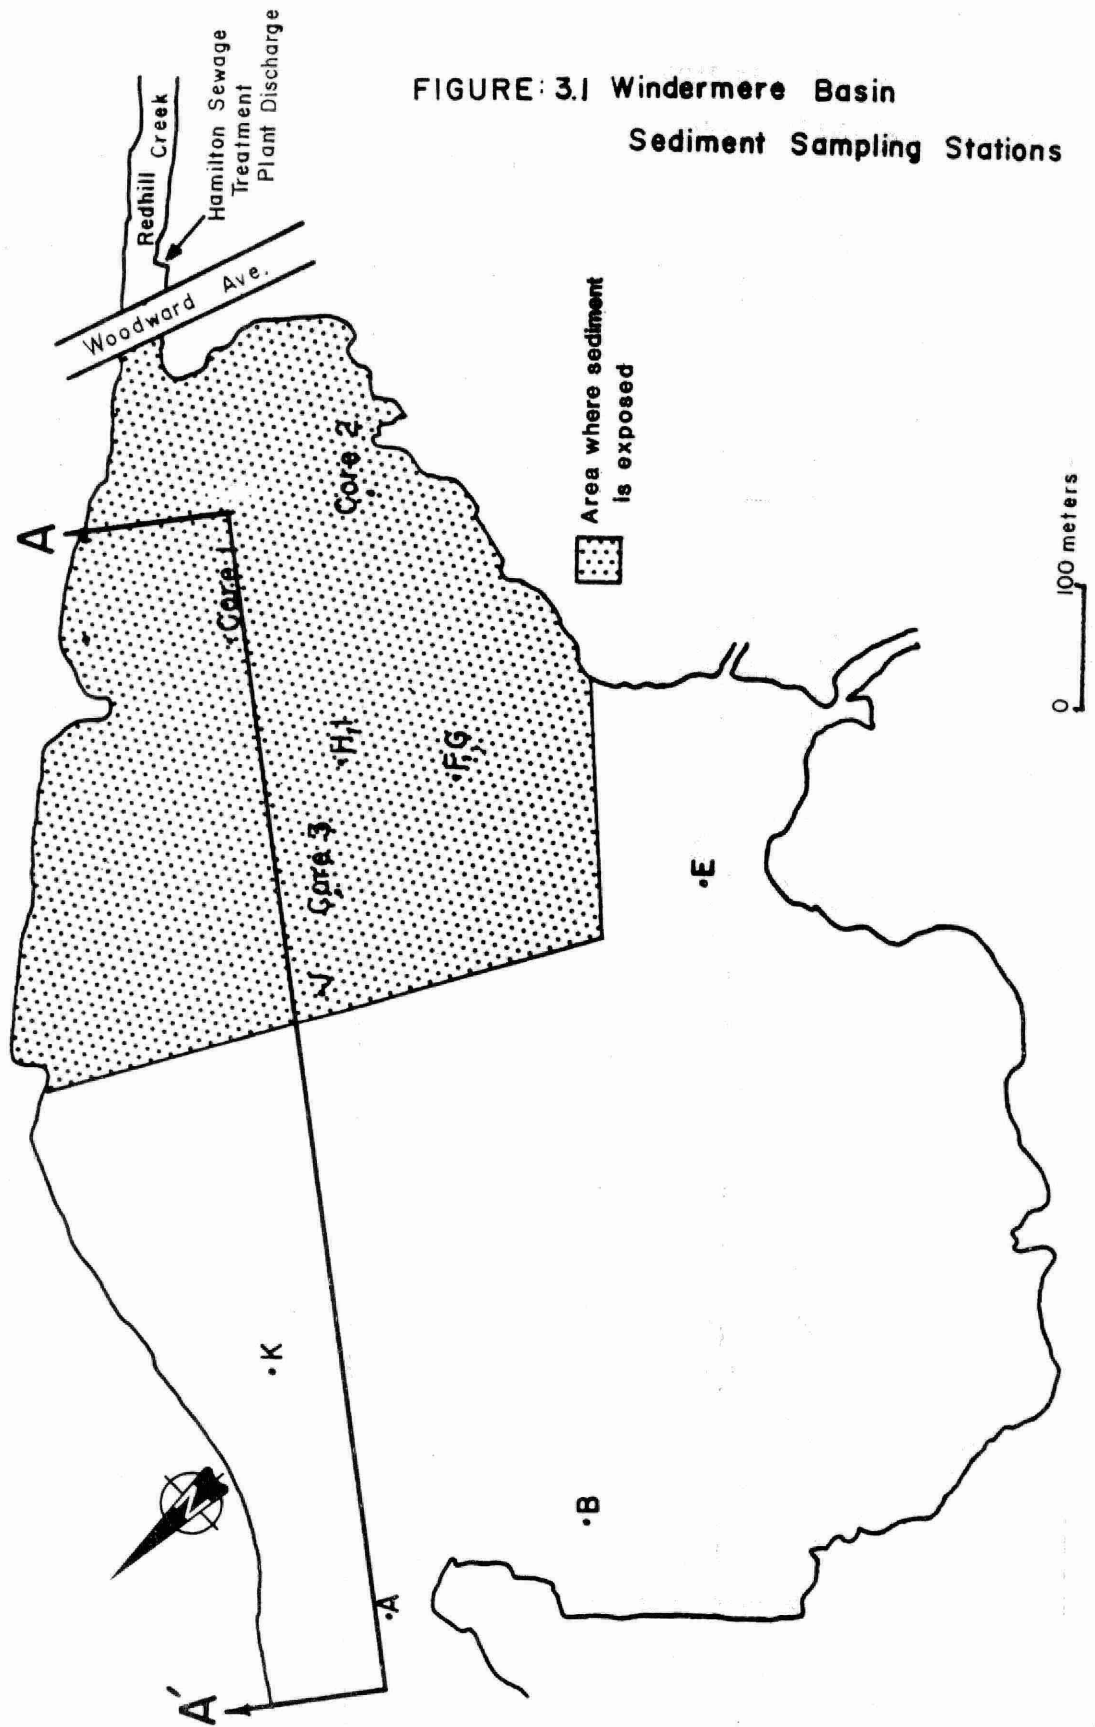 FIGURE: 3.1 Windermere Basin
Sediment Sampling Stations
Redhill Creek
Hamilton Sewage
Treatment
Plant Discharge
Woodward Ave.
A
Core 1
Core 2
H,I
F,G
Core 3
Area where sediment
is exposed
0 100 meters
E
K
N
B
A
A'